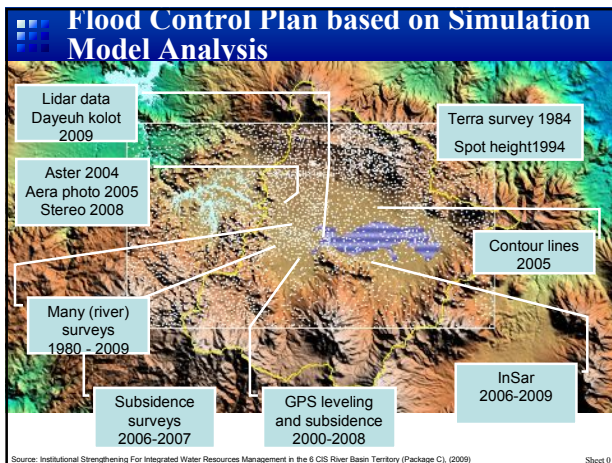 Flood Control Plan based on Simulation
Model Analysis
Lidar data
Dayeuh kolot
2009
Terra survey 1984
Spot height1994
Aster 2004
Aera photo 2005
Stereo 2008
Contour lines
2005
Many (river)
surveys
1980 - 2009
InSar
2006-2009
Subsidence
surveys
2006-2007
GPS leveling
and subsidence
2000-2008
Source: Institutional Strengthening For Integrated Water Resources Management in the 6 CIS River Basin Territory (Package C), (2009)
Sheet 0